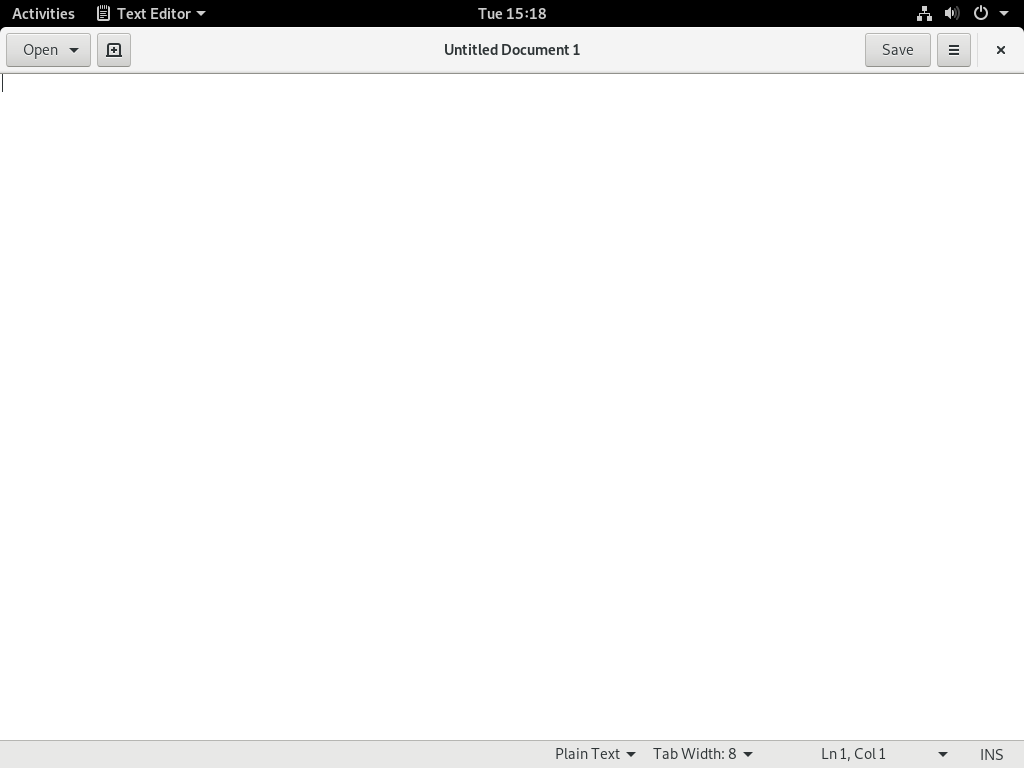 Activities Text Editor Tue 15:18
Open Untitled Document 1 Save
Plain Text Tab Width: 8 Ln 1, Col 1 INS